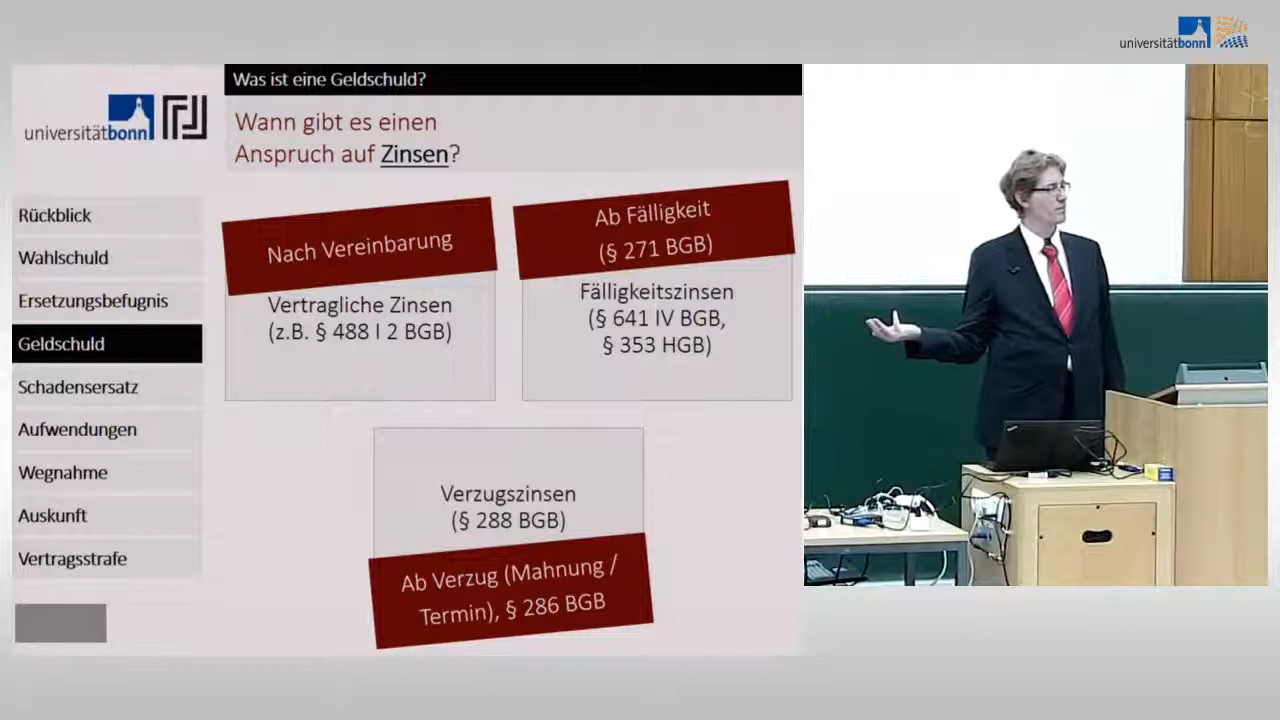 universitätbonn
Was ist eine Geldschuld?
universitätbonn
Wann gibt es einen
Anspruch auf Zinsen?
Rückblick
Wahlschuld
Ersetzungsbefugnis
Geldschuld
Schadensersatz
Aufwendungen
Wegnahme
Auskunft
Vertragsstrafe
Nach Vereinbarung
Vertragliche Zinsen
(z.B. § 488 I 2 BGB)
Ab Fälligkeit
(§ 271 BGB)
Fälligkeitszinsen
(§ 641 IV BGB,
§ 353 HGB)
Verzugszinsen
(§ 288 BGB)
Ab Verzug (Mahnung /
Termin), § 286 BGB